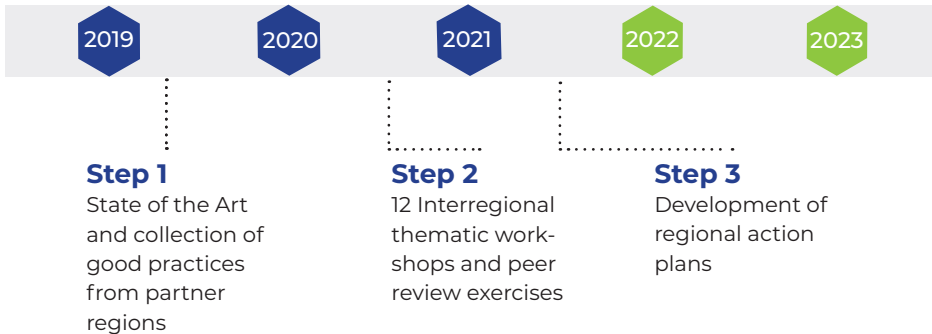 2019 2020 2021 2022 2023
Step 1
State of the Art
and collection of
good practices
from partner
regions
Step 2
12 Interregional
thematic work-
shops and peer
review exercises
Step 3
Development of
regional action
plans